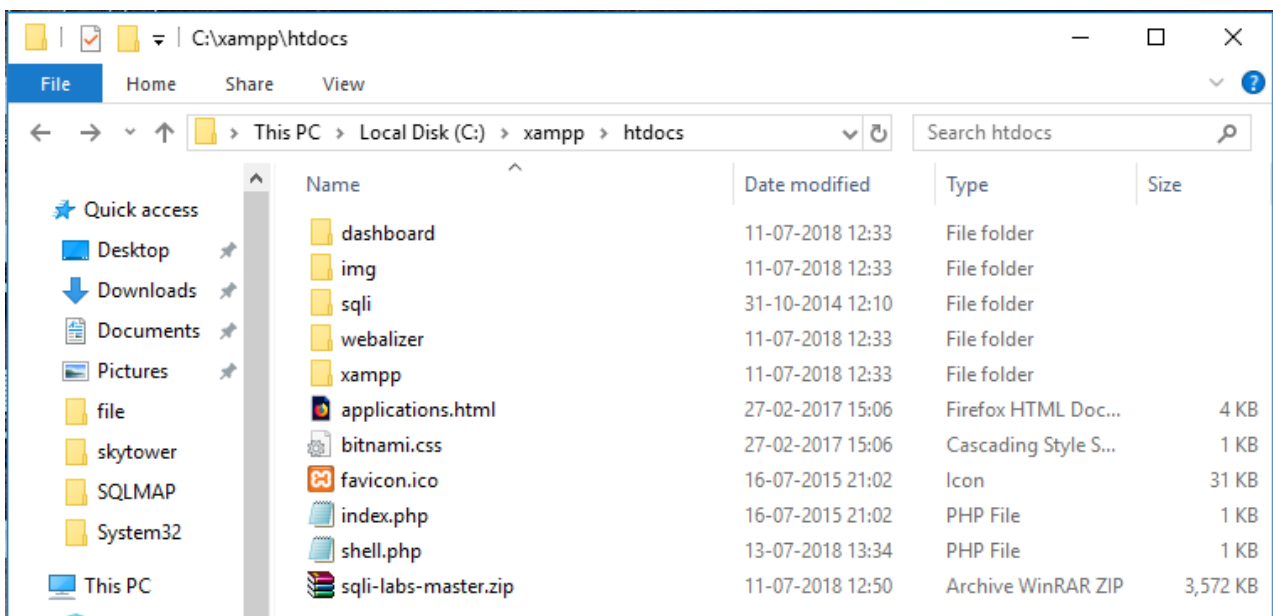 C:\xampp\htdocs
File Home Share View
This PC > Local Disk (C:) > xampp > htdocs Search htdocs
Name Date modified Type Size
Quick access
Desktop
Downloads
Documents
Pictures
file
skytower
SQLMAP
System32
This PC
dashboard 11-07-2018 12:33 File folder
img 11-07-2018 12:33 File folder
sqli 31-10-2014 12:10 File folder
webalizer 11-07-2018 12:33 File folder
xampp 11-07-2018 12:33 File folder
applications.html 27-02-2017 15:06 Firefox HTML Doc... 4 KB
bitnami.css 27-02-2017 15:06 Cascading Style S... 1 KB
favicon.ico 16-07-2015 21:02 Icon 31 KB
index.php 16-07-2015 21:02 PHP File 1 KB
shell.php 13-07-2018 13:34 PHP File 1 KB
sqli-labs-master.zip 11-07-2018 12:50 Archive WinRAR ZIP 3,572 KB